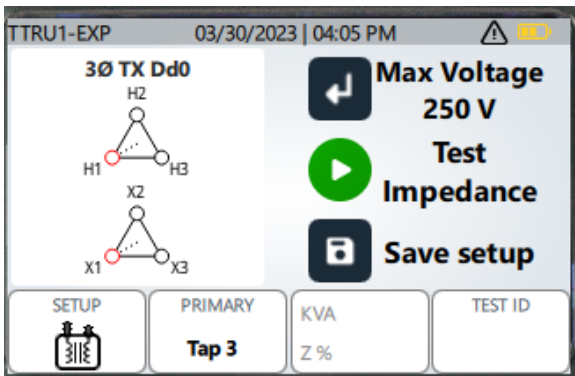 TTRU1-EXP 03/30/2023 | 04:05 PM
3Ø TX Dd0
H2
H1 H3
X2
X1 X3
Max Voltage
250 V
Test
Impedance
Save setup
SETUP
PRIMARY
Tap 3
KVA
Z %
TEST ID